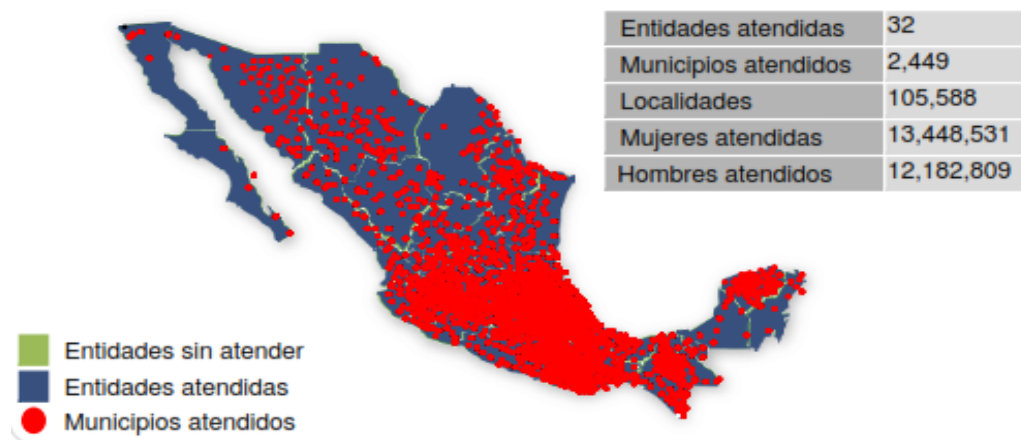 Entidades atendidas 32
Municipios atendidos 2,449
Localidades 105,588
Mujeres atendidas 13,448,531
Hombres atendidos 12,182,809
Entidades sin atender
Entidades atendidas
Municipios atendidos